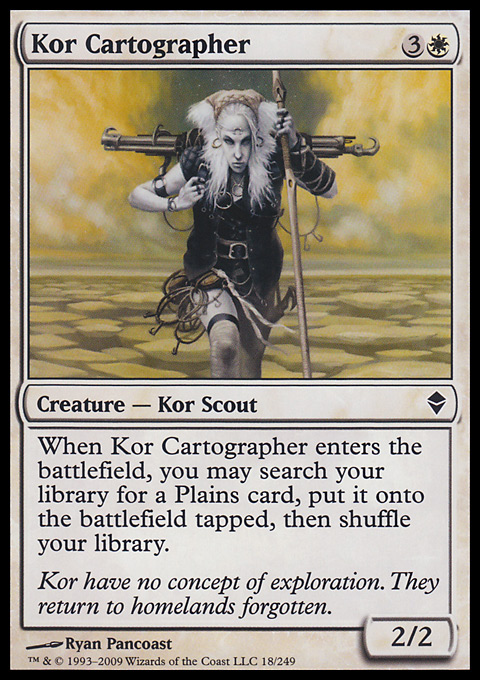 Kor Cartographer 3
Creature — Kor Scout
When Kor Cartographer enters the
battlefield, you may search your
library for a Plains card, put it onto
the battlefield tapped, then shuffle
your library.
Kor have no concept of exploration. They
return to homelands forgotten.
Ryan Pancoast
2/2
™ & © 1993–2009 Wizards of the Coast LLC 18/249